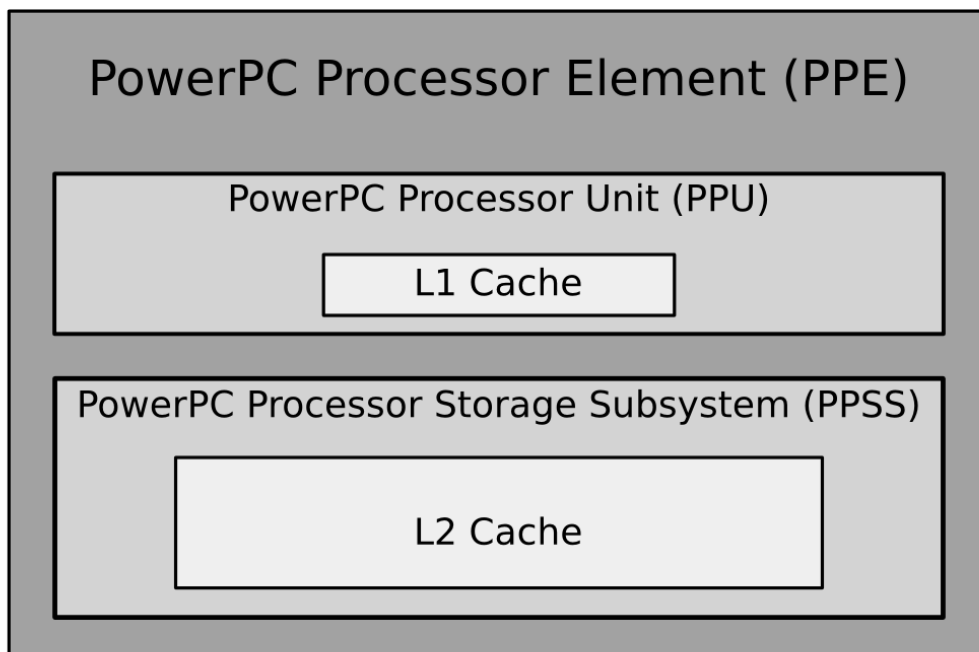 PowerPC Processor Element (PPE)
PowerPC Processor Unit (PPU)
L1 Cache
PowerPC Processor Storage Subsystem (PPSS)
L2 Cache